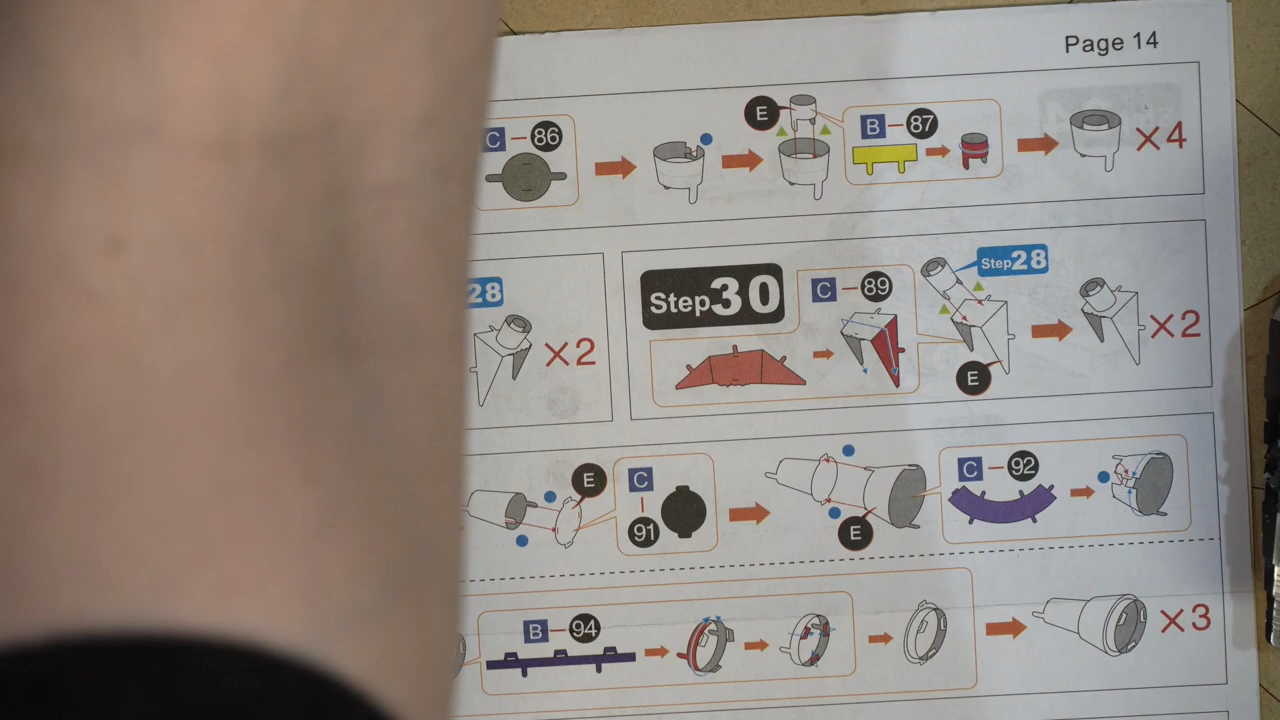 Page 14
C–86
E
B–87
×4
28
×2
Step30
C–89
Step28
E
×2
E
C–91
E
C–92
B–94
×3